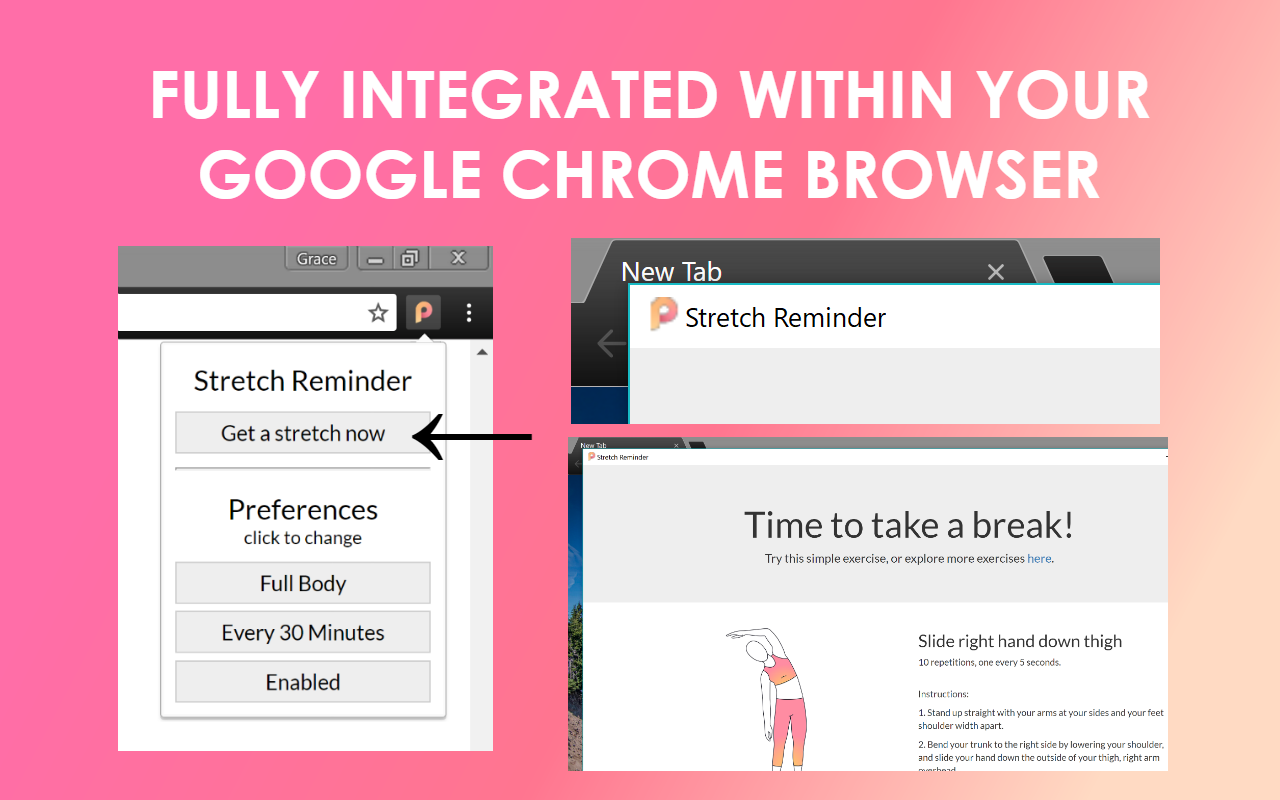 FULLY INTEGRATED WITHIN YOUR
GOOGLE CHROME BROWSER
Grace
Stretch Reminder
Get a stretch now
Preferences
click to change
Full Body
Every 30 Minutes
Enabled
New Tab
Stretch Reminder
New Tab
Stretch Reminder
Time to take a break!
Try this simple exercise, or explore more exercises here.
Slide right hand down thigh
10 repetitions, one every 5 seconds.
Instructions:
1. Stand up straight with your arms at your sides and your feet
shoulder width apart.
2. Bend your trunk to the right side by lowering your shoulder,
and slide your hand down the outside of your thigh, right arm
overhead